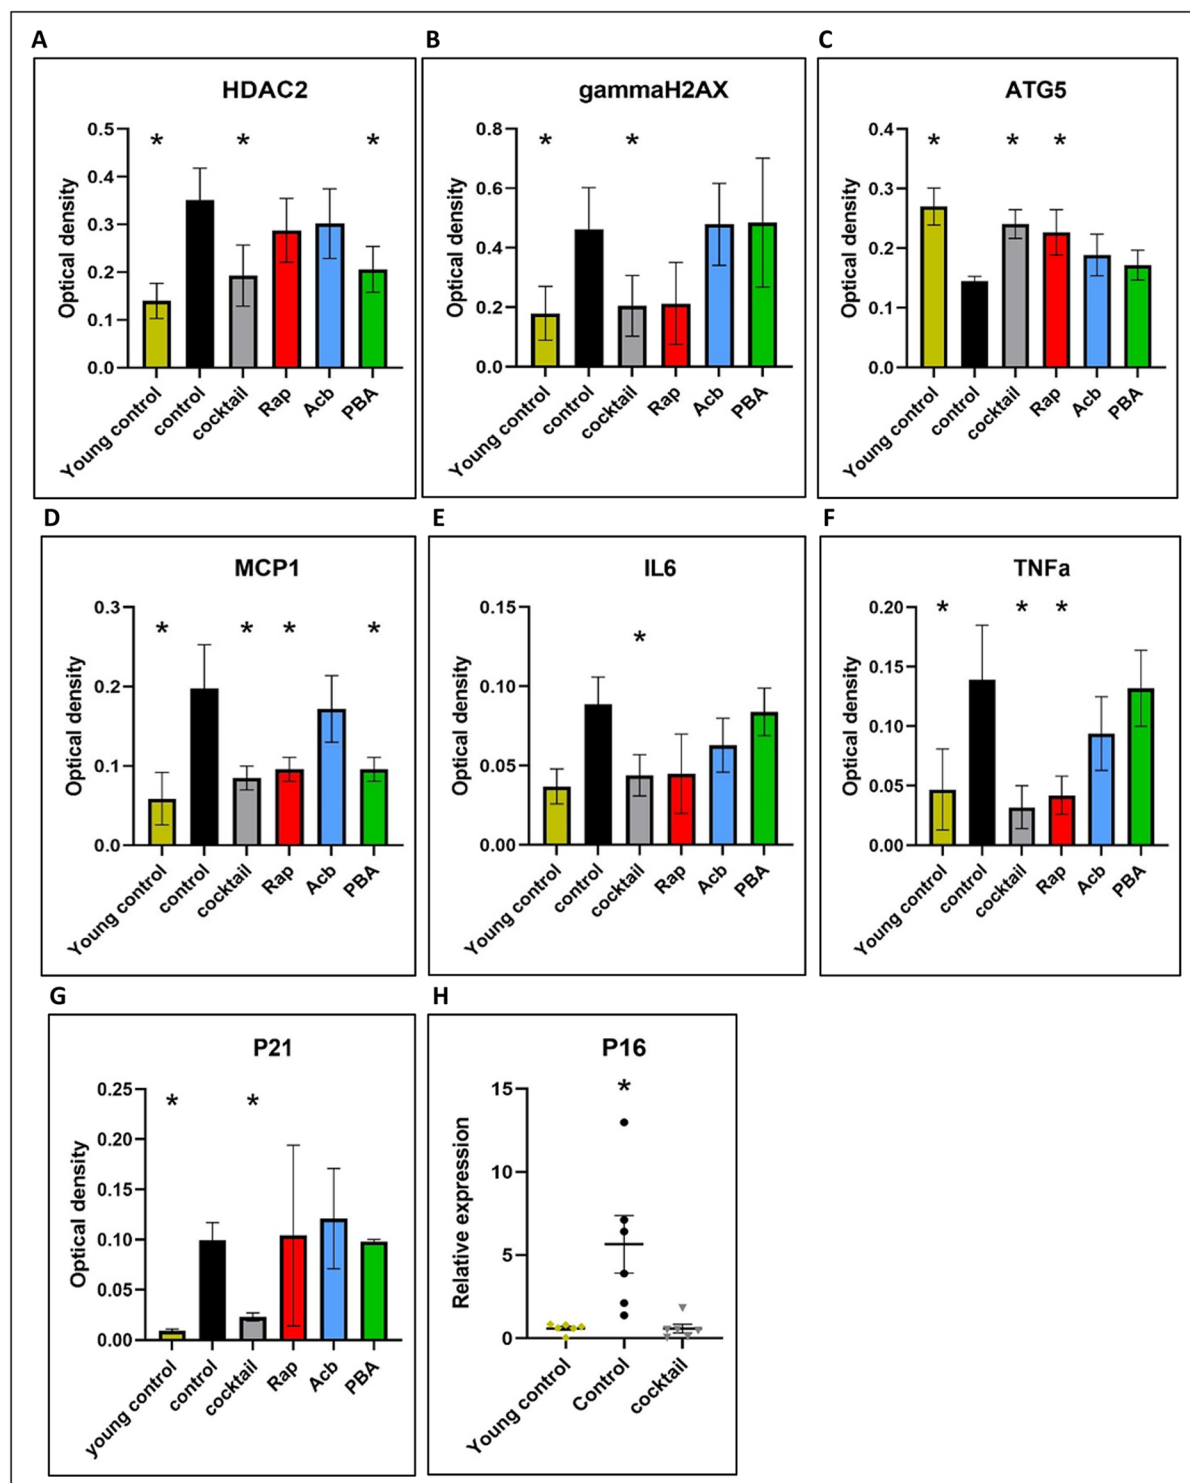 A
HDAC2
*
*
*
0.5
0.4
0.3
0.2
0.1
0.0
Optical density
Young control
control
cocktail
Rap
Acb
PBA
B
gammaH2AX
*
*
0.8
0.6
0.4
0.2
0.0
Optical density
Young control
control
cocktail
Rap
Acb
PBA
C
ATG5
*
*
*
0.4
0.3
0.2
0.1
0.0
Optical density
Young control
control
cocktail
Rap
Acb
PBA
D
MCP1
*
*
*
*
0.3
0.2
0.1
0.0
Optical density
Young control
control
cocktail
Rap
Acb
PBA
E
IL6
*
0.15
0.10
0.05
0.00
Optical density
Young control
control
cocktail
Rap
Acb
PBA
F
TNFa
*
*
*
0.20
0.15
0.10
0.05
0.00
Optical density
Young control
control
cocktail
Rap
Acb
PBA
G
P21
*
*
0.25
0.20
0.15
0.10
0.05
0.00
Optical density
young control
control
cocktail
Rap
Acb
PBA
H
P16
*
15
10
5
0
Relative expression
Young control
Control
cocktail